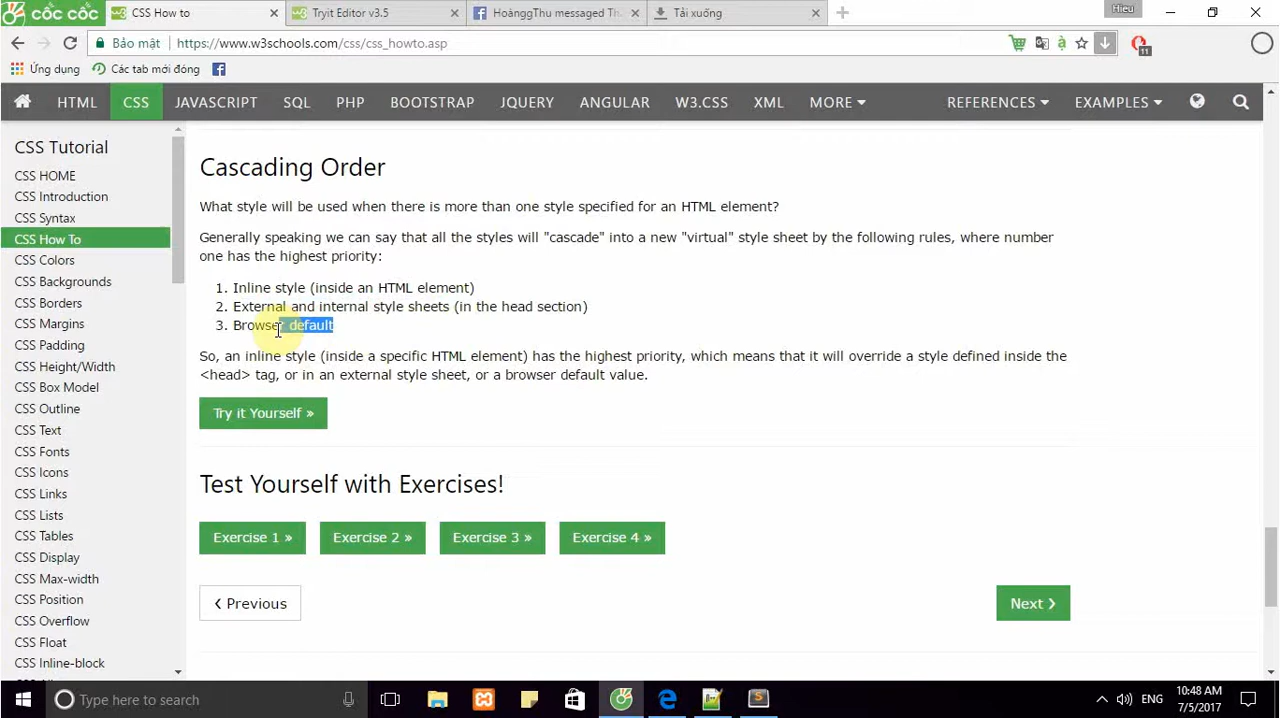 cốc cốc
CSS How to
Tryit Editor v3.5
HoànggThu messaged Th
Tải xuống
Hieu
Bảo mật
https://www.w3schools.com/css/css_howto.asp
11
Ứng dụng
Các tab mới đóng
HTML CSS JAVASCRIPT SQL PHP BOOTSTRAP JQUERY ANGULAR W3.CSS XML MORE REFERENCES EXAMPLES
CSS Tutorial
CSS HOME
CSS Introduction
CSS Syntax
CSS How To
CSS Colors
CSS Backgrounds
CSS Borders
CSS Margins
CSS Padding
CSS Height/Width
CSS Box Model
CSS Outline
CSS Text
CSS Fonts
CSS Icons
CSS Links
CSS Lists
CSS Tables
CSS Display
CSS Max-width
CSS Position
CSS Overflow
CSS Float
CSS Inline-block
Cascading Order
What style will be used when there is more than one style specified for an HTML element?
Generally speaking we can say that all the styles will "cascade" into a new "virtual" style sheet by the following rules, where number
one has the highest priority:
1. Inline style (inside an HTML element)
2. External and internal style sheets (in the head section)
3. Browser default
So, an inline style (inside a specific HTML element) has the highest priority, which means that it will override a style defined inside the
<head> tag, or in an external style sheet, or a browser default value.
Try it Yourself »
Test Yourself with Exercises!
Exercise 1 »
Exercise 2 »
Exercise 3 »
Exercise 4 »
❮ Previous
Next ❯
Type here to search
ENG
10:48 AM
7/5/2017